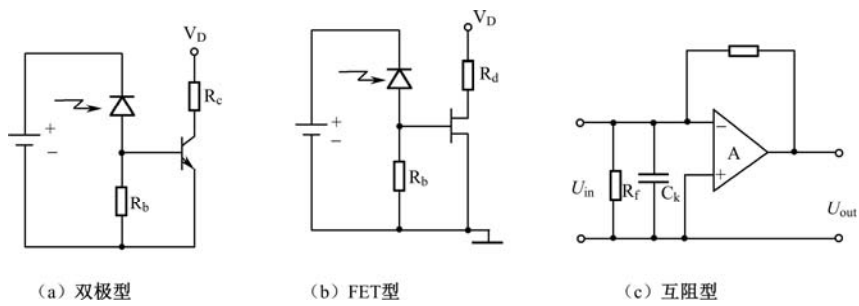 V_D
R_c
+
−
R_b
(a) 双极型
V_D
R_d
+
−
R_b
(b) FET型
−
A
+
U_in
R_f
C_k
U_out
(c) 互阻型